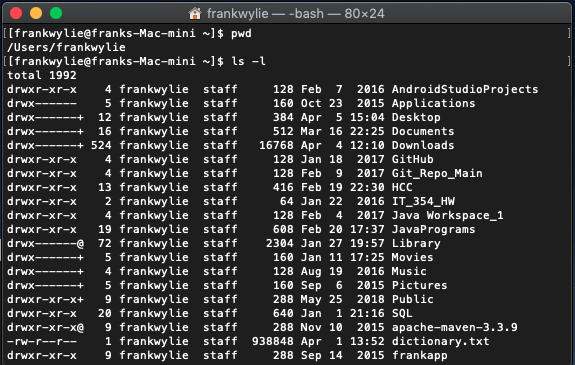 frankwylie — -bash — 80×24
[[frankwylie@franks-Mac-mini ~]$ pwd ]
/Users/frankwylie
[[frankwylie@franks-Mac-mini ~]$ ls -l ]
total 1992
drwxr-xr-x 4 frankwylie staff 128 Feb 7 2016 AndroidStudioProjects
drwx------ 5 frankwylie staff 160 Oct 23 2015 Applications
drwx------+ 12 frankwylie staff 384 Apr 5 15:04 Desktop
drwx------+ 16 frankwylie staff 512 Mar 16 22:25 Documents
drwx------+ 524 frankwylie staff 16768 Apr 4 12:10 Downloads
drwxr-xr-x 4 frankwylie staff 128 Jan 18 2017 GitHub
drwxr-xr-x 4 frankwylie staff 128 Feb 9 2017 Git_Repo_Main
drwxr-xr-x 13 frankwylie staff 416 Feb 19 22:30 HCC
drwxr-xr-x 2 frankwylie staff 64 Jan 22 2016 IT_354_HW
drwxr-xr-x 4 frankwylie staff 128 Feb 4 2017 Java Workspace_1
drwxr-xr-x 19 frankwylie staff 608 Feb 20 17:37 JavaPrograms
drwx------@ 72 frankwylie staff 2304 Jan 27 19:57 Library
drwx------+ 5 frankwylie staff 160 Jan 11 17:25 Movies
drwx------+ 4 frankwylie staff 128 Aug 19 2016 Music
drwx------+ 5 frankwylie staff 160 Sep 6 2015 Pictures
drwxr-xr-x+ 9 frankwylie staff 288 May 25 2018 Public
drwxr-xr-x 20 frankwylie staff 640 Jan 1 21:16 SQL
drwxr-xr-x@ 9 frankwylie staff 288 Nov 10 2015 apache-maven-3.3.9
-rw-r--r-- 1 frankwylie staff 938848 Apr 1 13:52 dictionary.txt
drwxr-xr-x 9 frankwylie staff 288 Sep 14 2015 frankapp